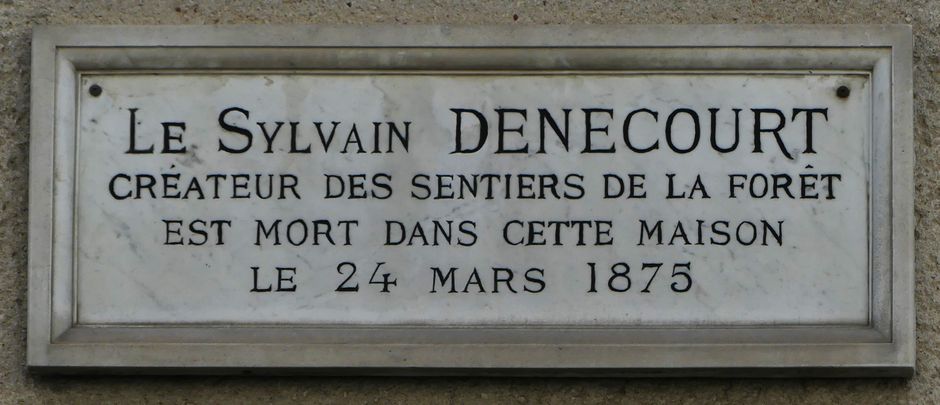 LE SYLVAIN DENECOURT
CRÉATEUR DES SENTIERS DE LA FORÊT
EST MORT DANS CETTE MAISON
LE 24 MARS 1875